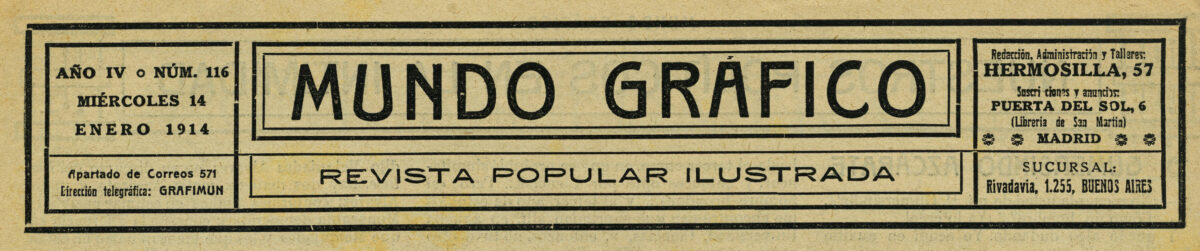 AÑO IV o NÚM. 116
MIÉRCOLES 14
ENERO 1914
Apartado de Correos 571
Dirección telegráfica: GRAFIMUN
MUNDO GRÁFICO
REVISTA POPULAR ILUSTRADA
Redacción, Administración y Talleres:
HERMOSILLA, 57
Suscri ciones y anuncios:
PUERTA DEL SOL, 6
(Librería de San Martín)
MADRID
SUCURSAL:
Rivadavia, 1.255, BUENOS AIRES